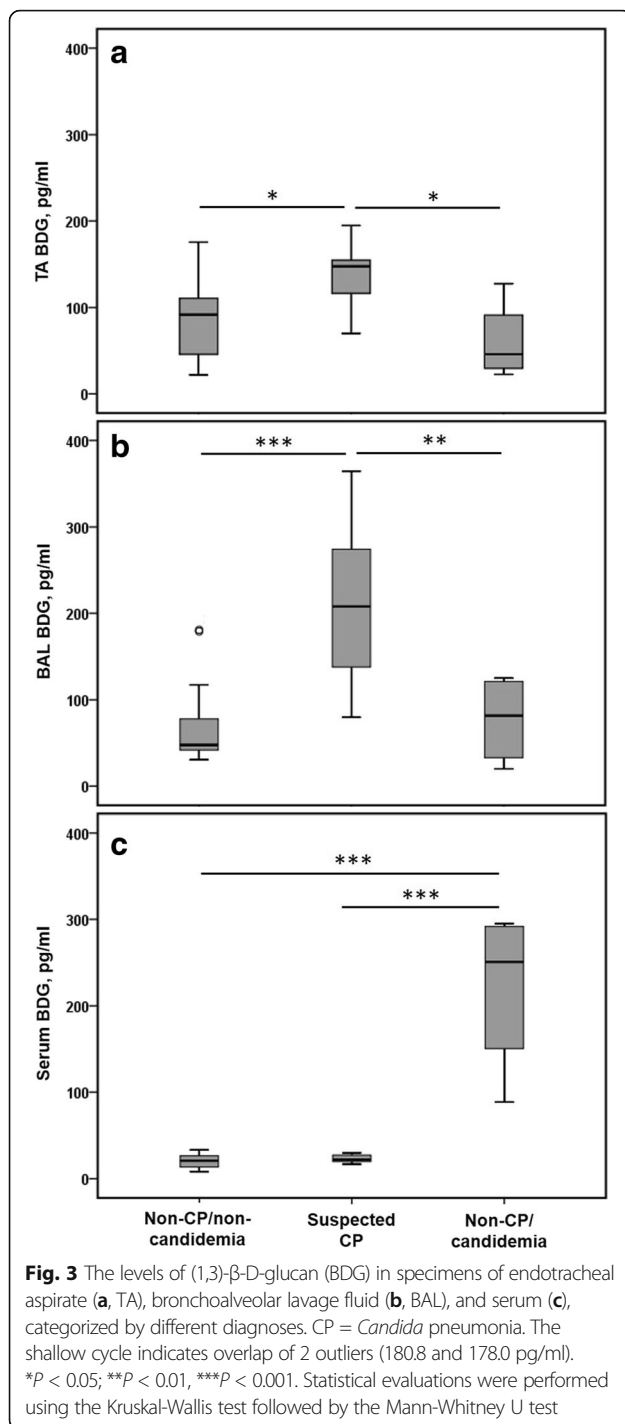 a
400
300
200
100
0
TA BDG, pg/ml
*
*
b
400
300
200
100
0
BAL BDG, pg/ml
***
**
c
400
300
200
100
0
Serum BDG, pg/ml
***
***
Non-CP/non-
candidemia
Suspected
CP
Non-CP/
candidemia
Fig. 3 The levels of (1,3)-β-D-glucan (BDG) in specimens of endotracheal
aspirate (a, TA), bronchoalveolar lavage fluid (b, BAL), and serum (c),
categorized by different diagnoses. CP = Candida pneumonia. The
shallow cycle indicates overlap of 2 outliers (180.8 and 178.0 pg/ml).
*P < 0.05; **P < 0.01, ***P < 0.001. Statistical evaluations were performed
using the Kruskal-Wallis test followed by the Mann-Whitney U test